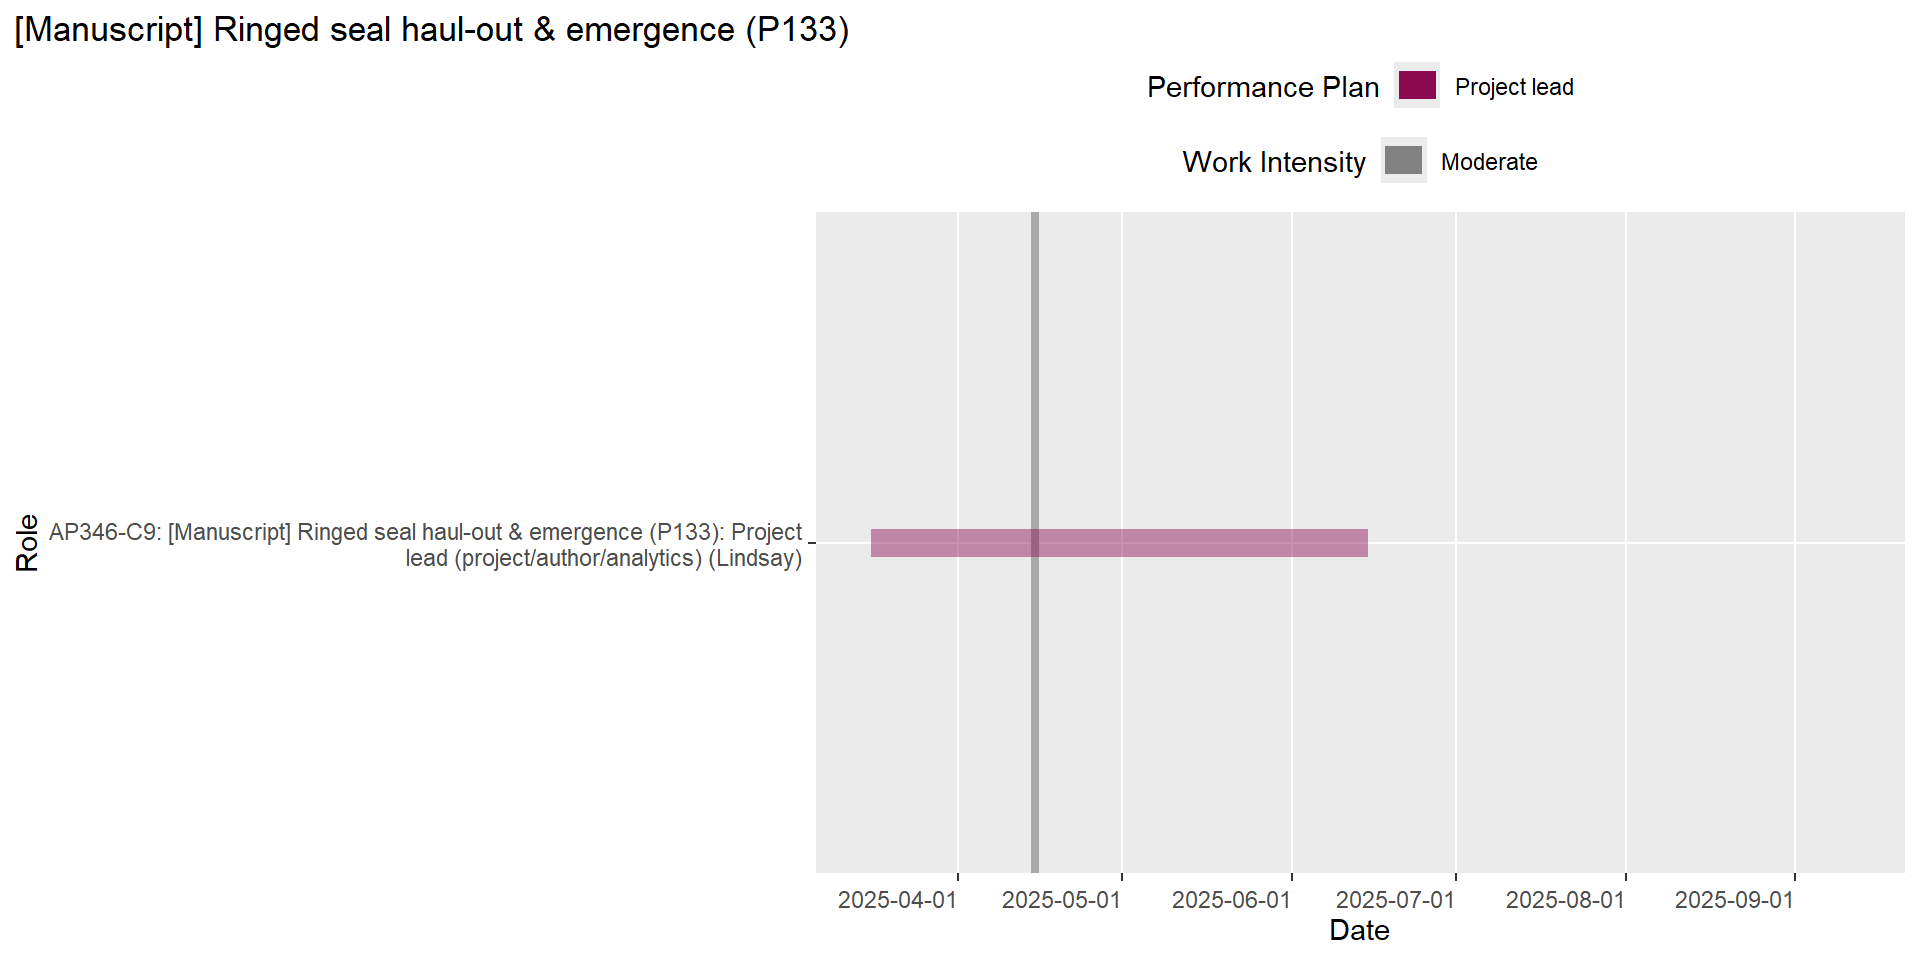 [Manuscript] Ringed seal haul-out & emergence (P133)
Performance Plan
Project lead
Work Intensity
Moderate
Role
AP346-C9: [Manuscript] Ringed seal haul-out & emergence (P133): Project
lead (project/author/analytics) (Lindsay)
2025-04-01
2025-05-01
2025-06-01
2025-07-01
2025-08-01
2025-09-01
Date